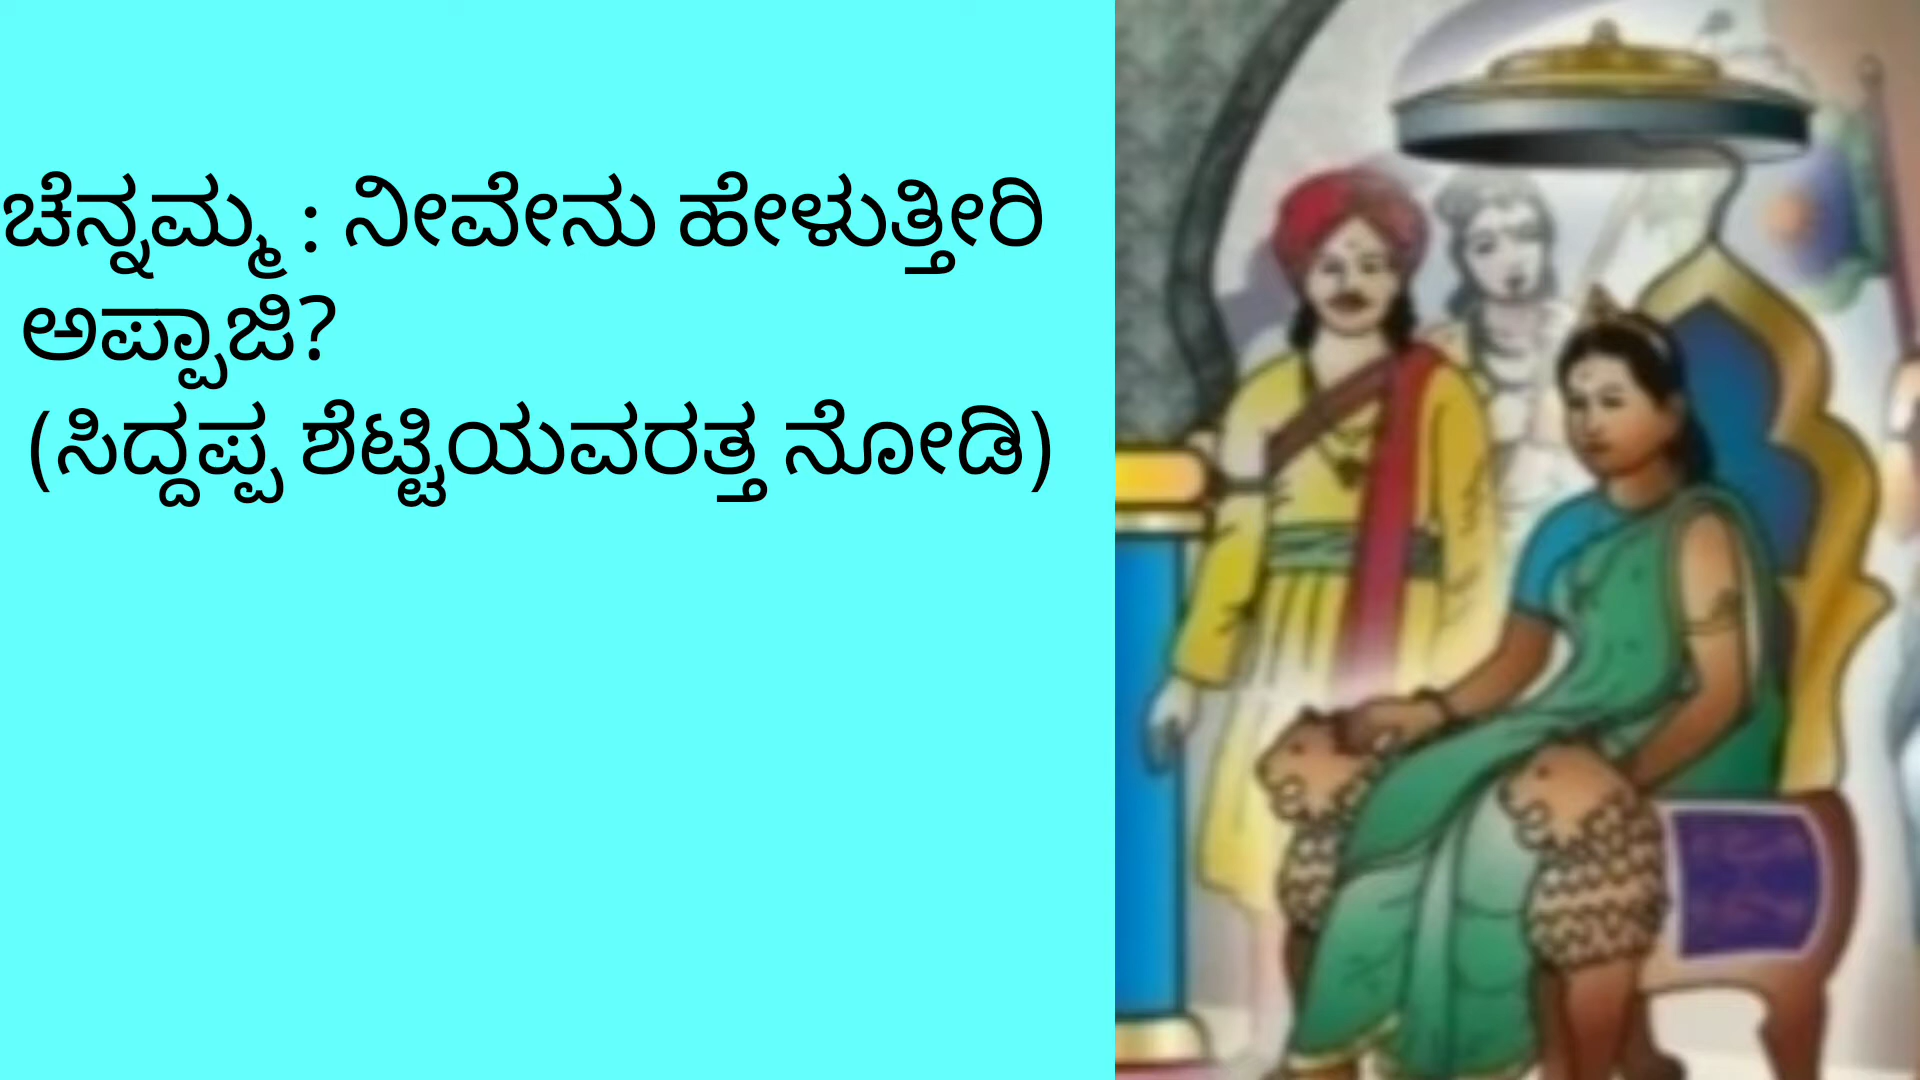 ಚೆನ್ನಮ್ಮ : ನೀವೇನು ಹೇಳುತ್ತೀರಿ
ಅಪ್ಪಾಜಿ?
(ಸಿದ್ದಪ್ಪ ಶೆಟ್ಟಿಯವರತ್ತ ನೋಡಿ)